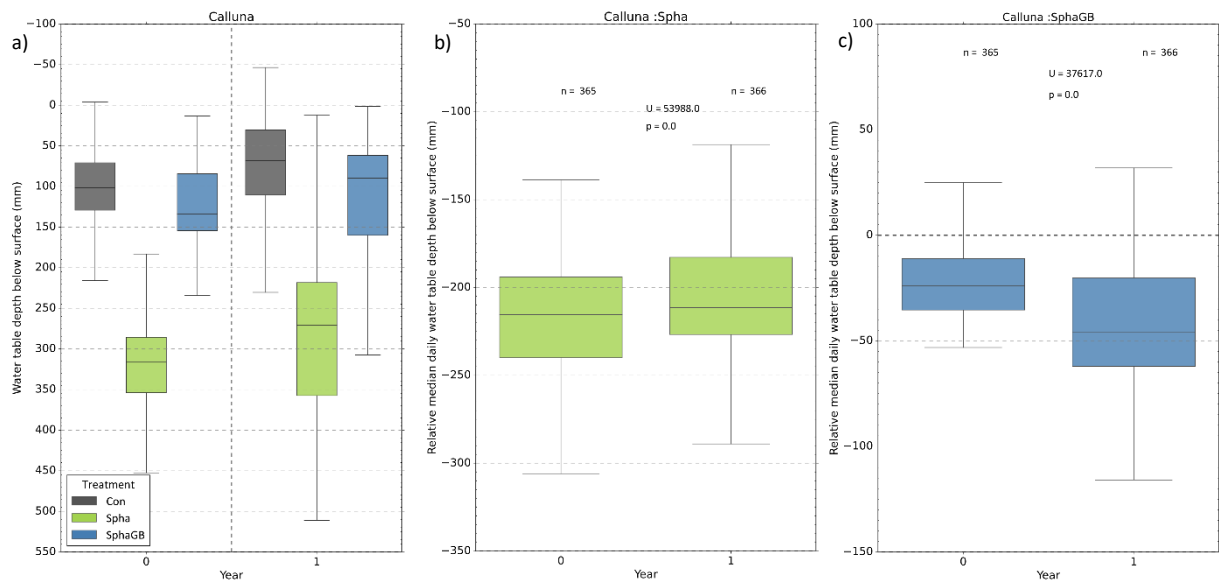 a)
Calluna
Water table depth below surface (mm)
−100
−50
0
50
100
150
200
250
300
350
400
450
500
550
Treatment
Con
Spha
SphaGB
0
1
Year
b)
Calluna :Spha
Relative median daily water table depth below surface (mm)
−50
−100
−150
−200
−250
−300
−350
n = 365
n = 366
U = 53988.0
p = 0.0
0
1
Year
c)
Calluna :SphaGB
Relative median daily water table depth below surface (mm)
100
50
0
−50
−100
−150
n = 365
n = 366
U = 37617.0
p = 0.0
0
1
Year